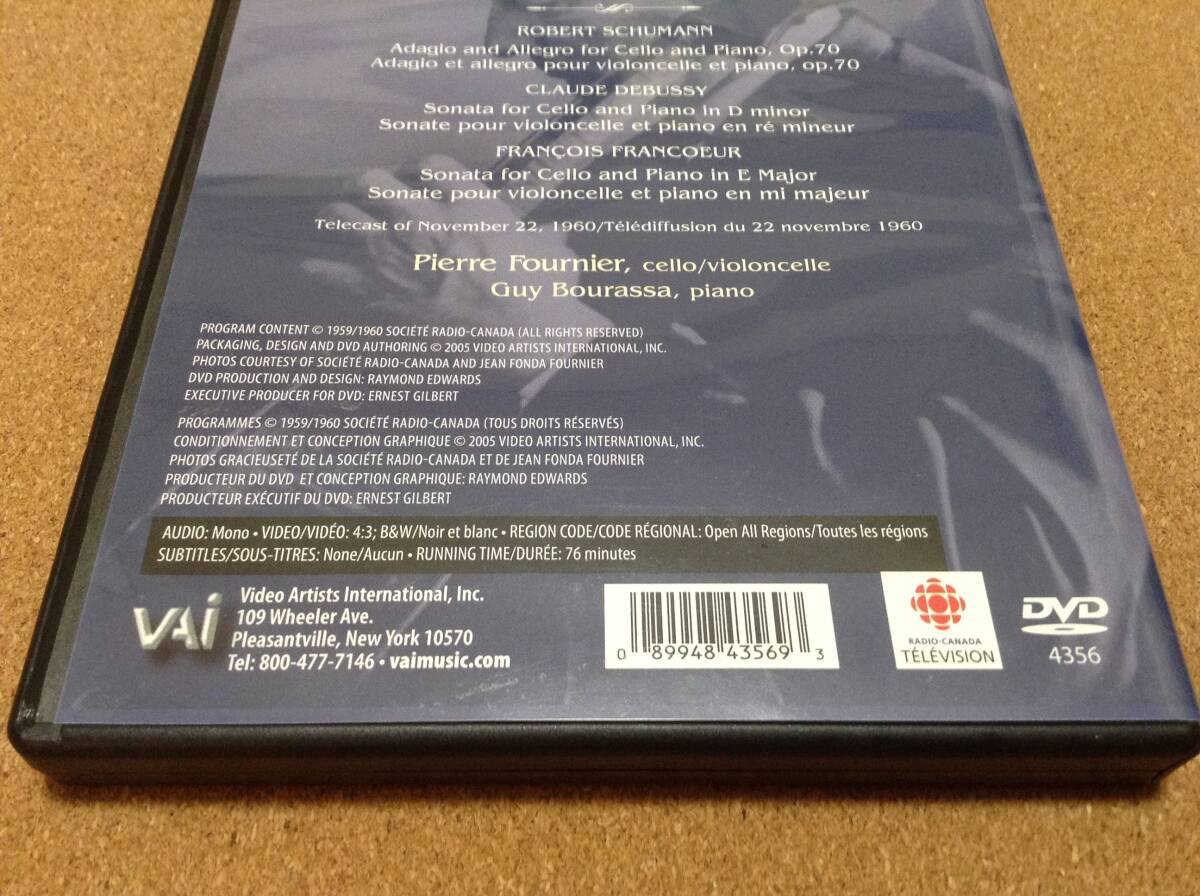 ROBERT SCHUMANN
Adagio and Allegro for Cello and Piano, Op.70
Adagio et allegro pour violoncelle et piano, op.70
CLAUDE DEBUSSY
Sonata for Cello and Piano in D minor
Sonate pour violoncelle et piano en ré mineur
FRANÇOIS FRANCOEUR
Sonata for Cello and Piano in E Major
Sonate pour violoncelle et piano en mi majeur
Telecast of November 22, 1960/Télédiffusion du 22 novembre 1960
Pierre Fournier, cello/violoncelle
Guy Bourassa, piano
PROGRAM CONTENT © 1959/1960 SOCIÉTÉ RADIO-CANADA (ALL RIGHTS RESERVED)
PACKAGING, DESIGN AND DVD AUTHORING © 2005 VIDEO ARTISTS INTERNATIONAL, INC.
PHOTOS COURTESY OF SOCIÉTÉ RADIO-CANADA AND JEAN FONDA FOURNIER
DVD PRODUCTION AND DESIGN: RAYMOND EDWARDS
EXECUTIVE PRODUCER FOR DVD: ERNEST GILBERT
PROGRAMMES © 1959/1960 SOCIÉTÉ RADIO-CANADA (TOUS DROITS RÉSERVÉS)
CONDITIONNEMENT ET CONCEPTION GRAPHIQUE © 2005 VIDEO ARTISTS INTERNATIONAL, INC.
PHOTOS GRACIEUSETÉ DE LA SOCIÉTÉ RADIO-CANADA ET DE JEAN FONDA FOURNIER
PRODUCTEUR DU DVD ET CONCEPTION GRAPHIQUE: RAYMOND EDWARDS
PRODUCTEUR EXÉCUTIF DU DVD: ERNEST GILBERT
AUDIO: Mono • VIDEO/VIDÉO: 4:3; B&W/Noir et blanc • REGION CODE/CODE RÉGIONAL: Open All Regions/Toutes les régions
SUBTITLES/SOUS-TITRES: None/Aucun • RUNNING TIME/DURÉE: 76 minutes
VAI
Video Artists International, Inc.
109 Wheeler Ave.
Pleasantville, New York 10570
Tel: 800-477-7146 • vaimusic.com
0 89948 43569 3
RADIO-CANADA
TÉLÉVISION
DVD
4356